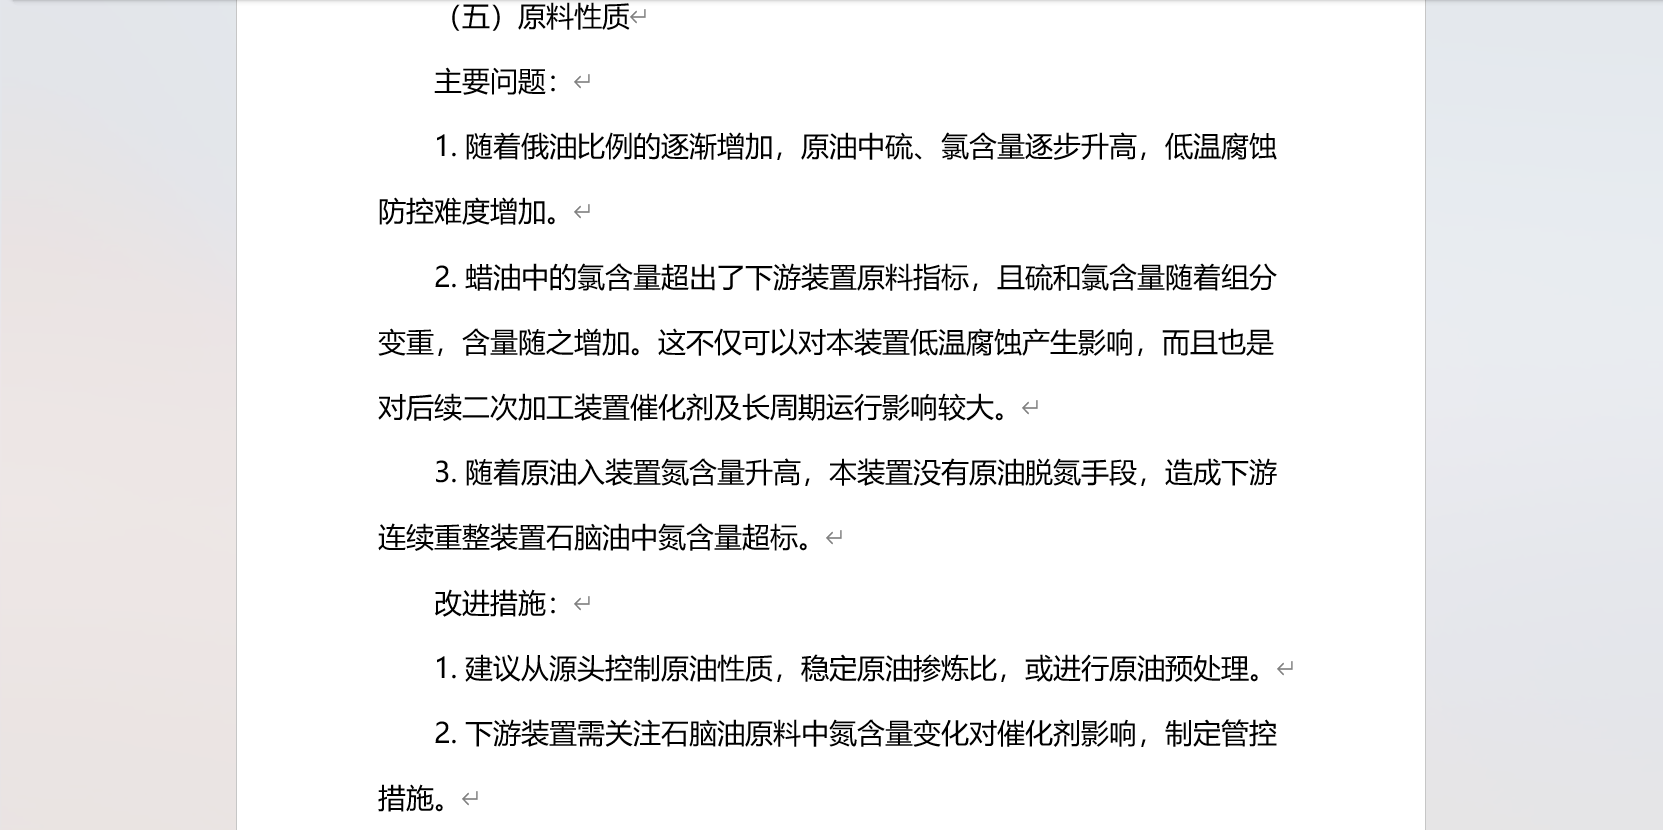 （五）原料性质
主要问题：
1. 随着俄油比例的逐渐增加，原油中硫、氯含量逐步升高，低温腐蚀
防控难度增加。
2. 蜡油中的氯含量超出了下游装置原料指标，且硫和氯含量随着组分
变重，含量随之增加。这不仅可以对本装置低温腐蚀产生影响，而且也是
对后续二次加工装置催化剂及长周期运行影响较大。
3. 随着原油入装置氮含量升高，本装置没有原油脱氮手段，造成下游
连续重整装置石脑油中氮含量超标。
改进措施：
1. 建议从源头控制原油性质，稳定原油掺炼比，或进行原油预处理。
2. 下游装置需关注石脑油原料中氮含量变化对催化剂影响，制定管控
措施。